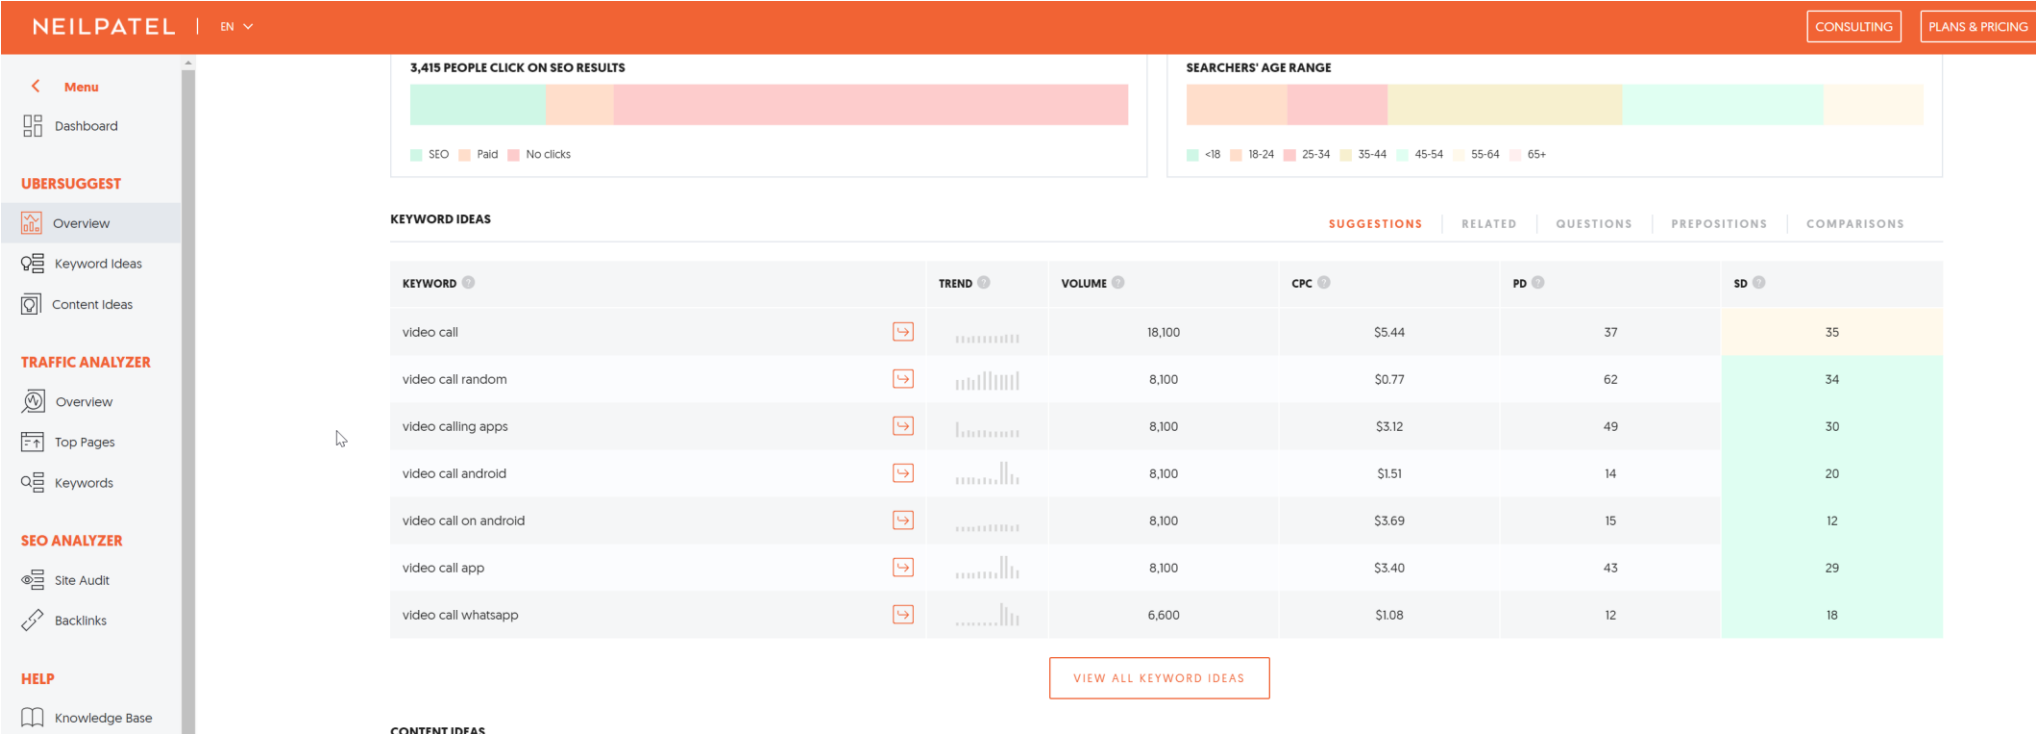 NEILPATEL | EN
CONSULTING
PLANS & PRICING
Menu
Dashboard
UBERSUGGEST
Overview
Keyword Ideas
Content Ideas
TRAFFIC ANALYZER
Overview
Top Pages
Keywords
SEO ANALYZER
Site Audit
Backlinks
HELP
Knowledge Base
3,415 PEOPLE CLICK ON SEO RESULTS
SEO Paid No clicks
SEARCHERS' AGE RANGE
<18 18-24 25-34 35-44 45-54 55-64 65+
KEYWORD IDEAS
SUGGESTIONS RELATED QUESTIONS PREPOSITIONS COMPARISONS
KEYWORD ? TREND ? VOLUME ? CPC ? PD ? SD ?
video call 18,100 $5.44 37 35
video call random 8,100 $0.77 62 34
video calling apps 8,100 $3.12 49 30
video call android 8,100 $1.51 14 20
video call on android 8,100 $3.69 15 12
video call app 8,100 $3.40 43 29
video call whatsapp 6,600 $1.08 12 18
VIEW ALL KEYWORD IDEAS
CONTENT IDEAS